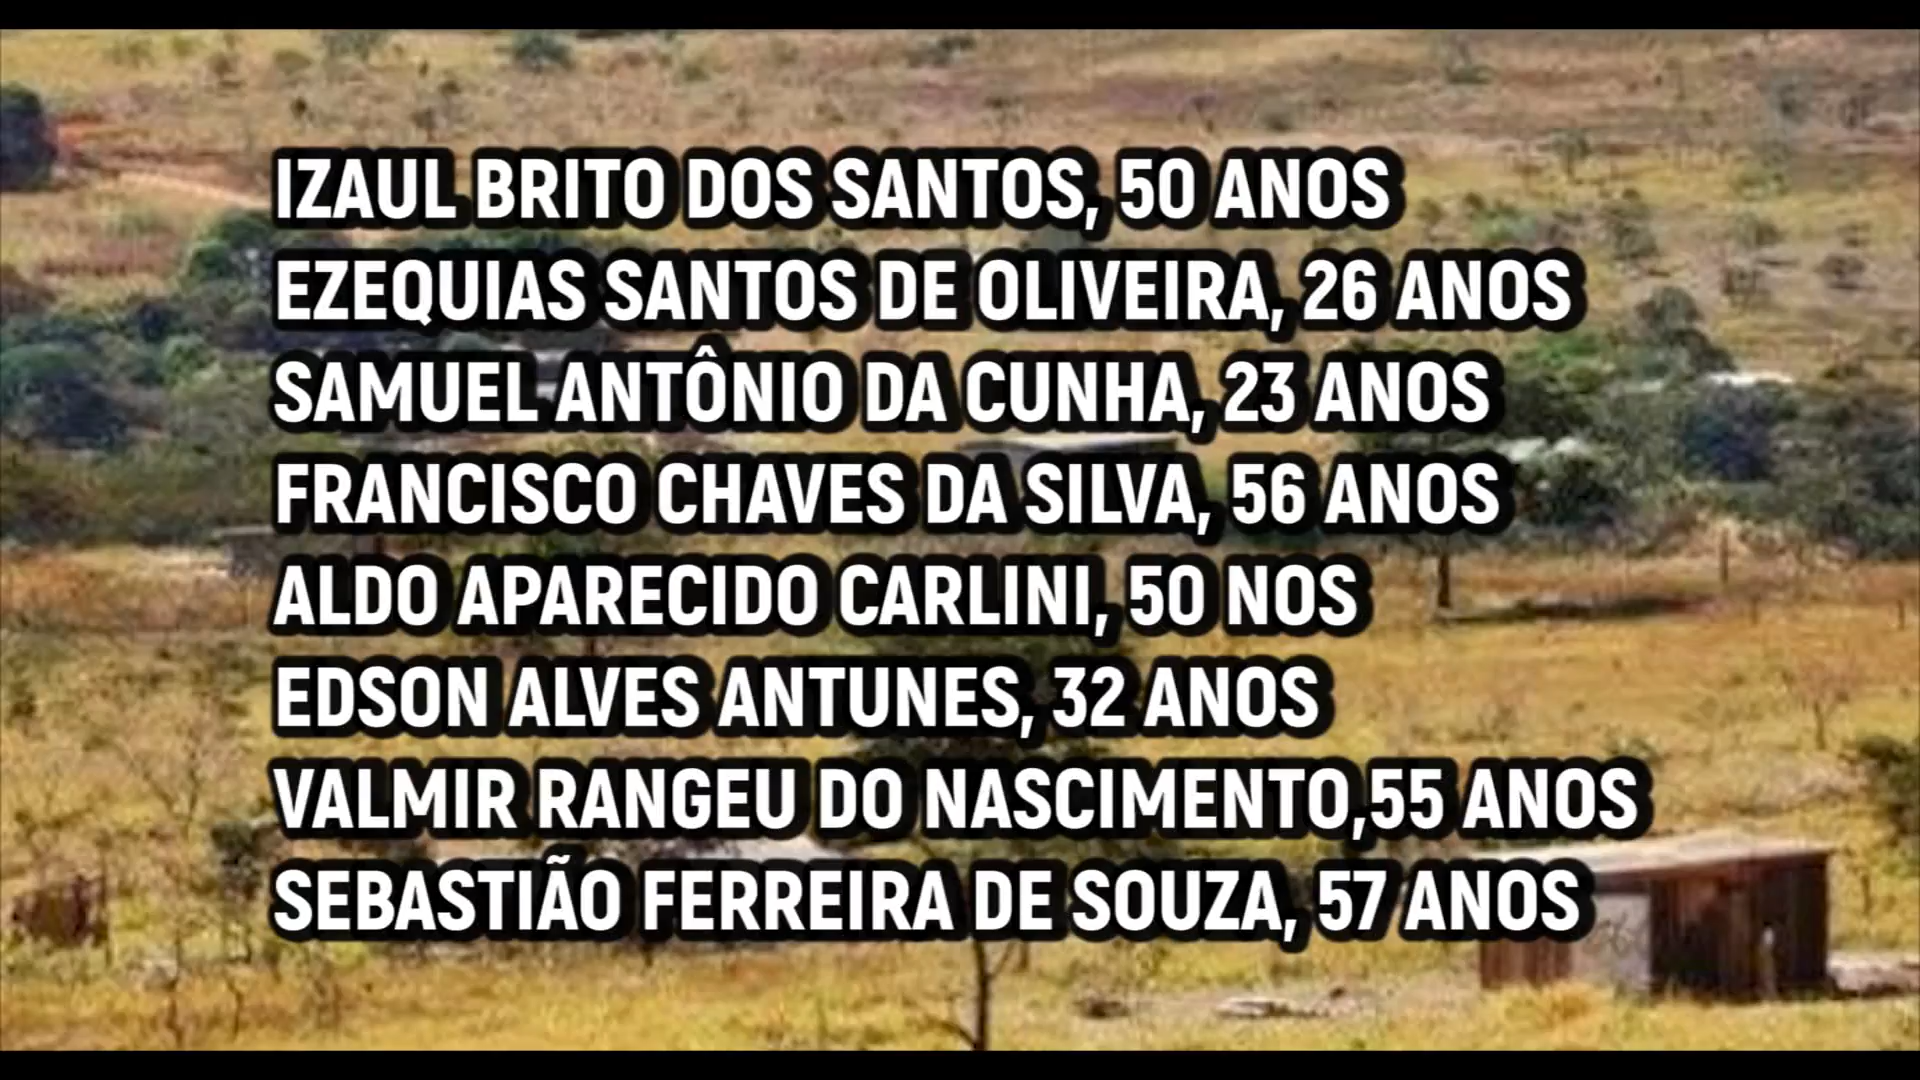 IZAUL BRITO DOS SANTOS, 50 ANOS
EZEQUIAS SANTOS DE OLIVEIRA, 26 ANOS
SAMUEL ANTÔNIO DA CUNHA, 23 ANOS
FRANCISCO CHAVES DA SILVA, 56 ANOS
ALDO APARECIDO CARLINI, 50 NOS
EDSON ALVES ANTUNES, 32 ANOS
VALMIR RANGEU DO NASCIMENTO,55 ANOS
SEBASTIÃO FERREIRA DE SOUZA, 57 ANOS